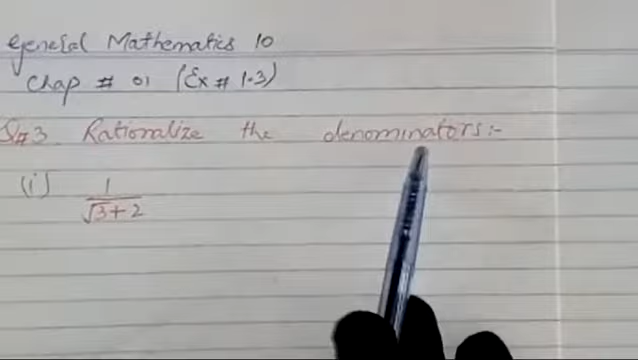 General Mathematics 10
Chap # 01 (Ex # 1.3)
Q#3 Rationalize the denominators:-
(i) 1
√3+2